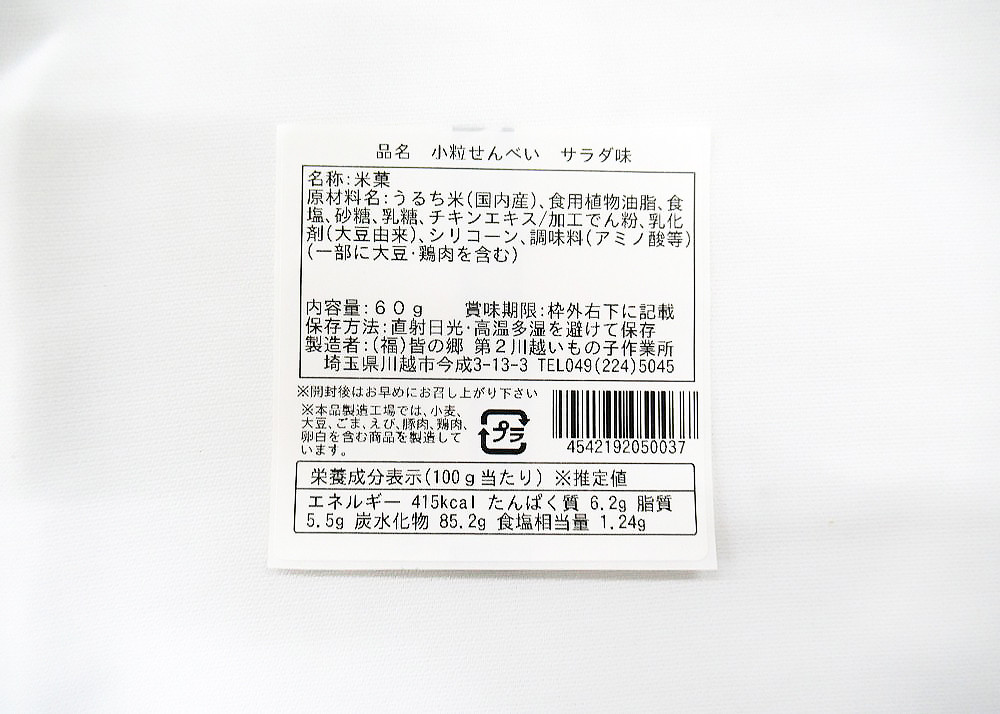 品名　小粒せんべい　サラダ味
名称:米菓
原材料名:うるち米(国内産)、食用植物油脂、食
塩、砂糖、乳糖、チキンエキス/加工でん粉、乳化
剤(大豆由来)、シリコーン、調味料(アミノ酸等)
(一部に大豆・鶏肉を含む)
内容量:60g　　賞味期限:枠外右下に記載
保存方法:直射日光・高温多湿を避けて保存
製造者:(福)皆の郷 第2川越いもの子作業所
埼玉県川越市今成3-13-3 TEL049(224)5045
※開封後はお早めにお召し上がり下さい
※本品製造工場では、小麦、
大豆、ごま、えび、豚肉、鶏肉、
卵白を含む商品を製造して
います。
プラ
4542192050037
栄養成分表示(100g当たり) ※推定値
エネルギー 415kcal たんぱく質 6.2g 脂質
5.5g 炭水化物 85.2g 食塩相当量 1.24g